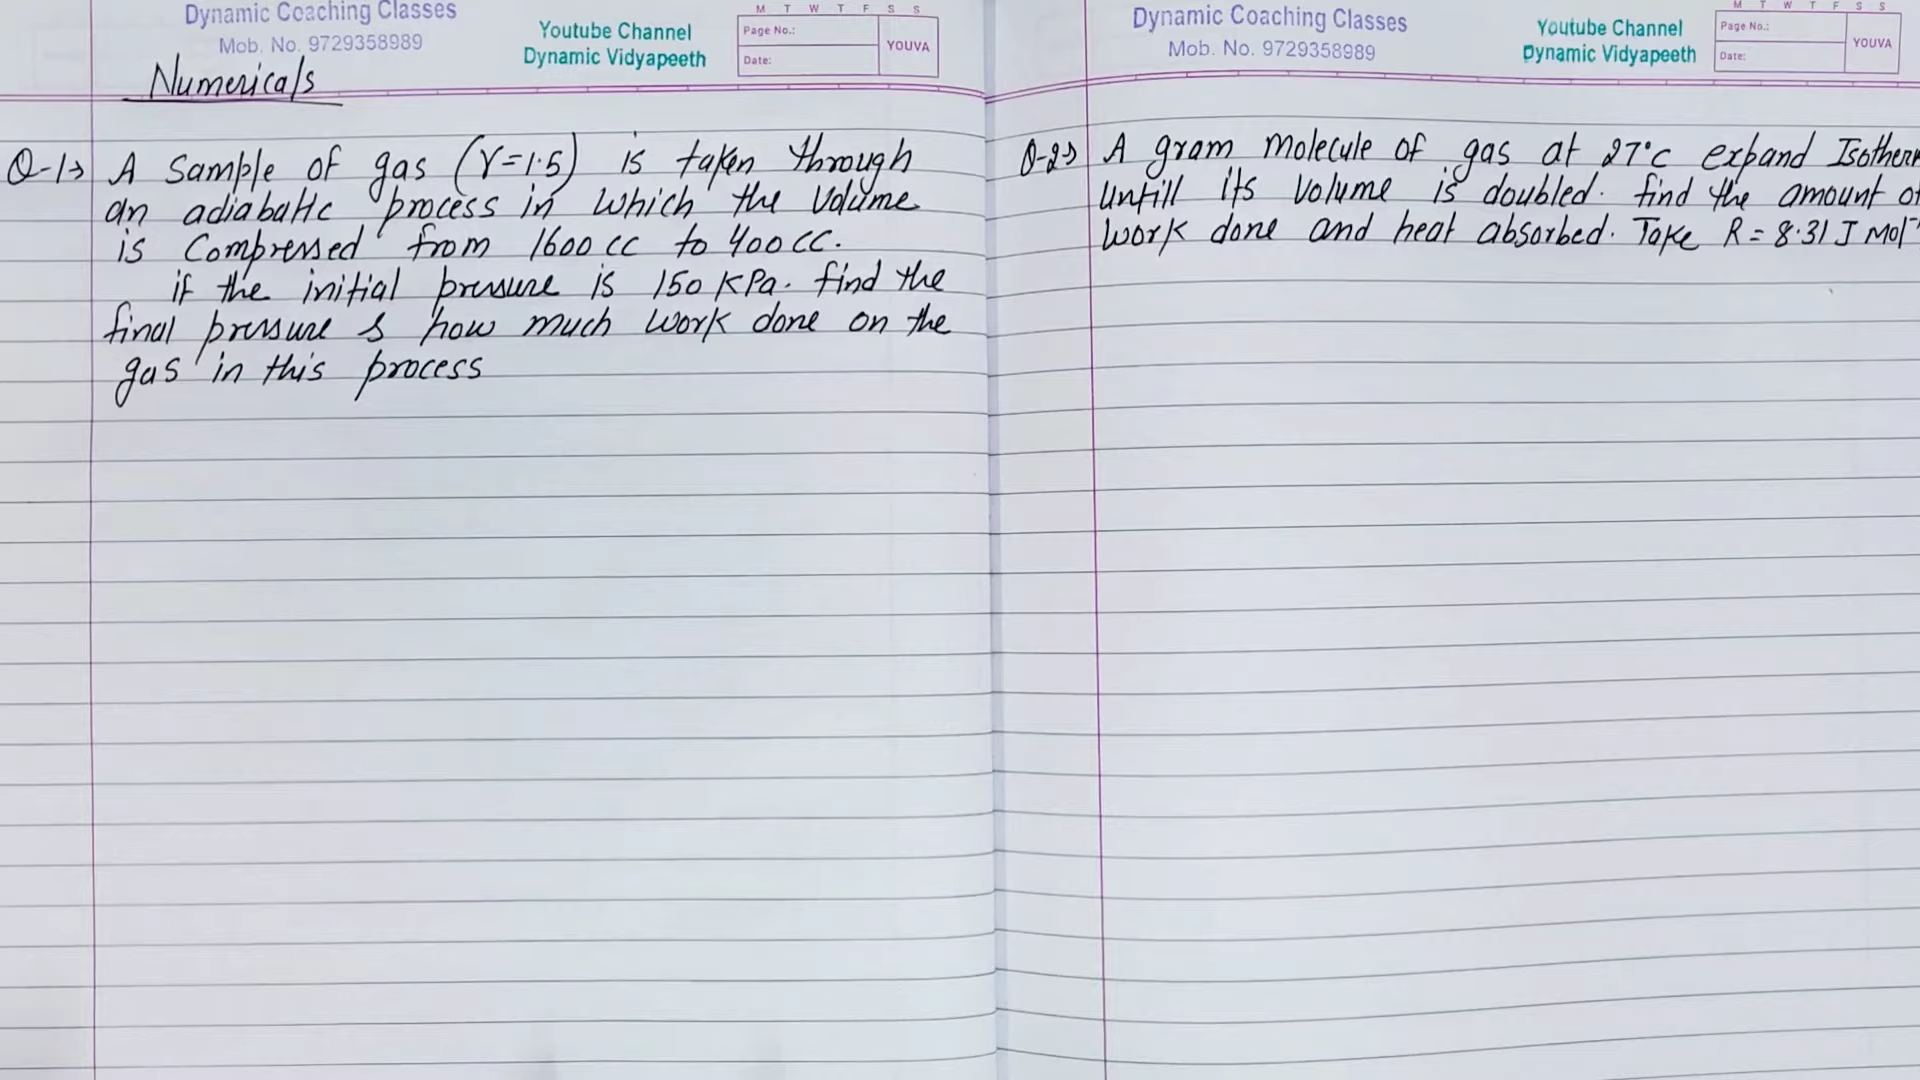 Dynamic Coaching Classes
Mob. No. 9729358989
Youtube Channel
Dynamic Vidyapeeth
M T W T F S S
Page No.:
Date:
YOUVA
Numericals
Q-1→ A Sample of gas (γ=1.5) is taken through
an adiabatic process in which the Volume
is Compressed from 1600 cc to 400 cc.
if the initial pressure is 150 KPa. find the
final pressure & how much work done on the
gas in this process
Dynamic Coaching Classes
Mob. No. 9729358989
Youtube Channel
Dynamic Vidyapeeth
M T W T F S S
Page No.:
Date:
YOUVA
Q-2→ A gram molecule of gas at 27°c expand Isother
Untill its Volume is doubled. find the amount of
work done and heat absorbed. Take R = 8.31 J Mol⁻